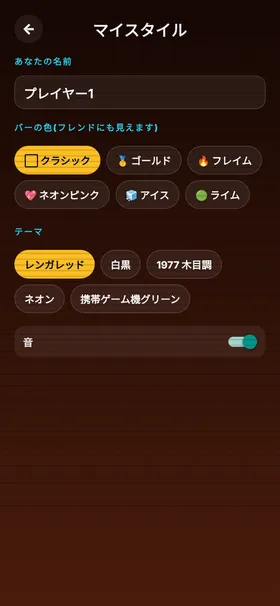 マイスタイル
あなたの名前
プレイヤー1
バーの色(フレンドにも見えます)
クラシック ゴールド フレイム
ネオンピンク アイス ライム
テーマ
レンガレッド 白黒 1977 木目調
ネオン 携帯ゲーム機グリーン
音